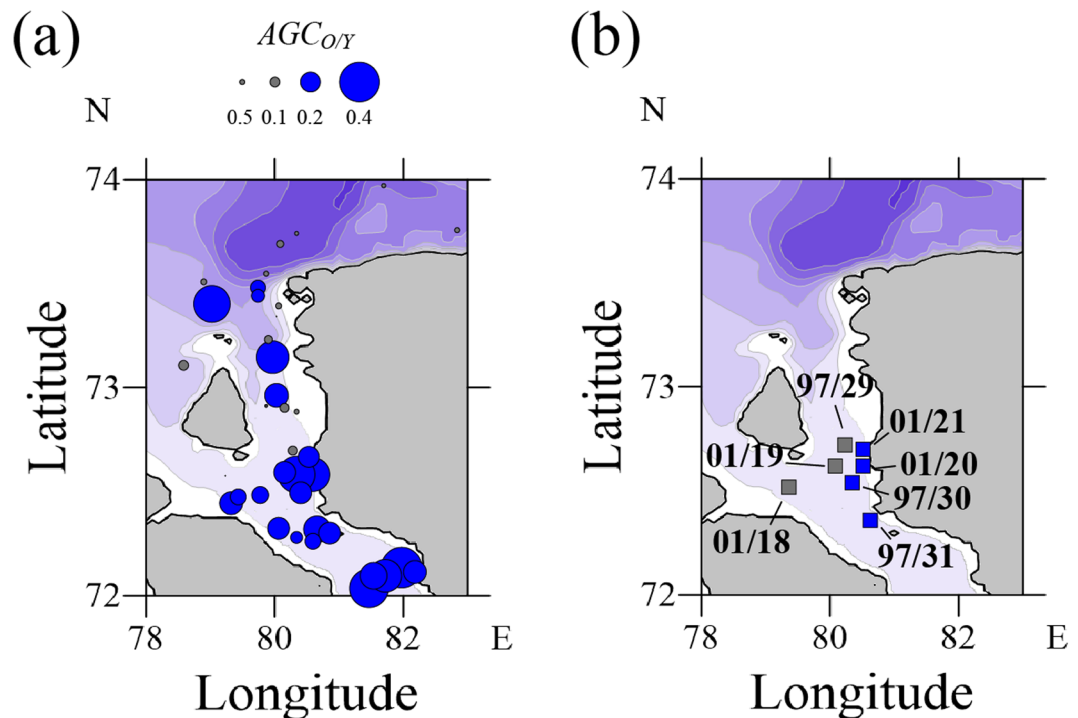 (a)
AGC O/Y
0.5 0.1 0.2 0.4
N
74
73
72
78 80 82 E
Latitude
Longitude
(b)
N
74
73
72
97/29
01/21
01/19
01/20
97/30
01/18
97/31
78 80 82 E
Latitude
Longitude